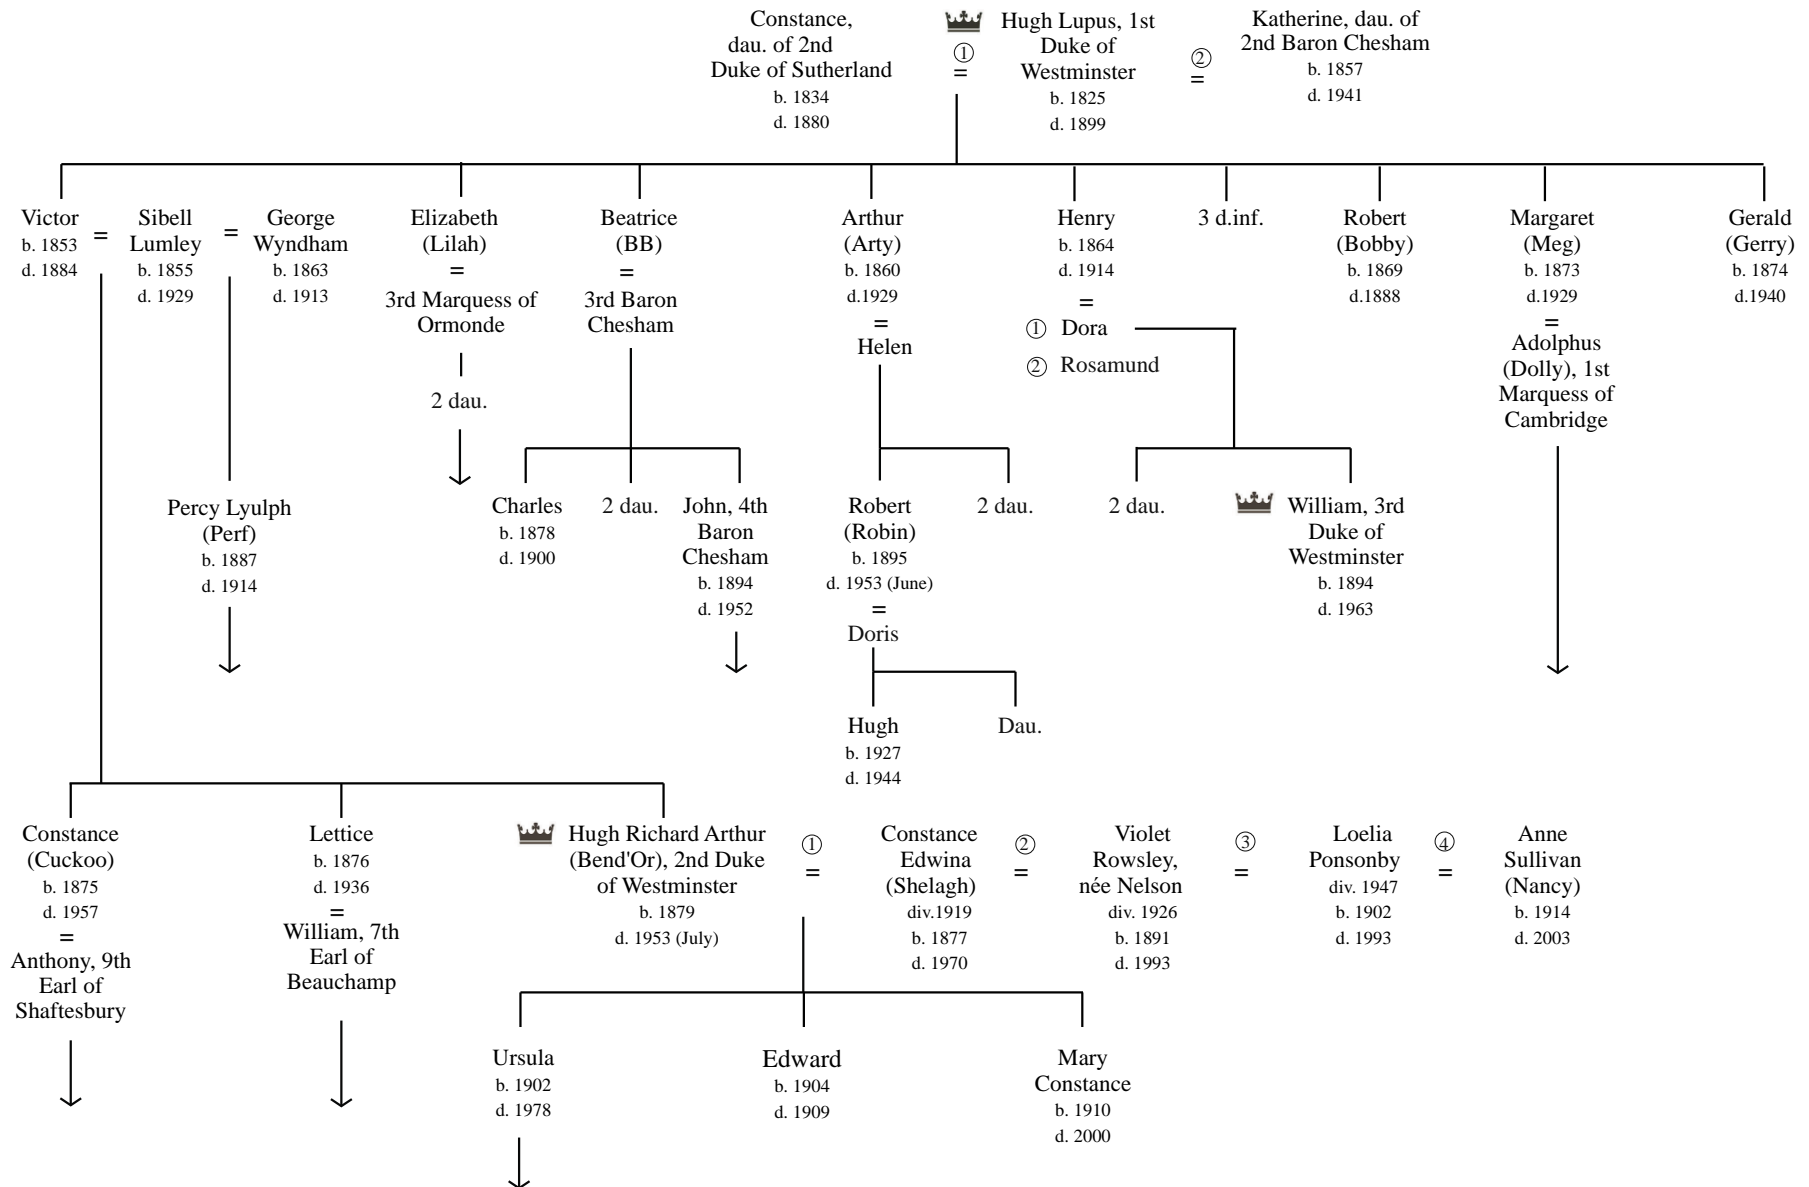 Constance,
dau. of 2nd
Duke of Sutherland
b. 1834
d. 1880
①
=
Hugh Lupus, 1st
Duke of
Westminster
b. 1825
d. 1899
②
=
Katherine, dau. of
2nd Baron Chesham
b. 1857
d. 1941
Victor
b. 1853
d. 1884
=
Sibell
Lumley
b. 1855
d. 1929
=
George
Wyndham
b. 1863
d. 1913
Elizabeth
(Lilah)
=
3rd Marquess of
Ormonde
2 dau.
Beatrice
(BB)
=
3rd Baron
Chesham
Arthur
(Arty)
b. 1860
d.1929
=
Helen
Henry
b. 1864
d. 1914
=
① Dora
② Rosamund
3 d.inf.
Robert
(Bobby)
b. 1869
d.1888
Margaret
(Meg)
b. 1873
d.1929
=
Adolphus
(Dolly), 1st
Marquess of
Cambridge
Gerald
(Gerry)
b. 1874
d.1940
Percy Lyulph
(Perf)
b. 1887
d. 1914
Charles
b. 1878
d. 1900
2 dau.
John, 4th
Baron
Chesham
b. 1894
d. 1952
Robert
(Robin)
b. 1895
d. 1953 (June)
=
Doris
2 dau.
2 dau.
William, 3rd
Duke of
Westminster
b. 1894
d. 1963
Hugh
b. 1927
d. 1944
Dau.
Constance
(Cuckoo)
b. 1875
d. 1957
=
Anthony, 9th
Earl of
Shaftesbury
Lettice
b. 1876
d. 1936
=
William, 7th
Earl of
Beauchamp
Hugh Richard Arthur
(Bend'Or), 2nd Duke
of Westminster
b. 1879
d. 1953 (July)
①
=
Constance
Edwina
(Shelagh)
div.1919
b. 1877
d. 1970
②
=
Violet
Rowsley,
née Nelson
div. 1926
b. 1891
d. 1993
③
=
Loelia
Ponsonby
div. 1947
b. 1902
d. 1993
④
=
Anne
Sullivan
(Nancy)
b. 1914
d. 2003
Ursula
b. 1902
d. 1978
Edward
b. 1904
d. 1909
Mary
Constance
b. 1910
d. 2000